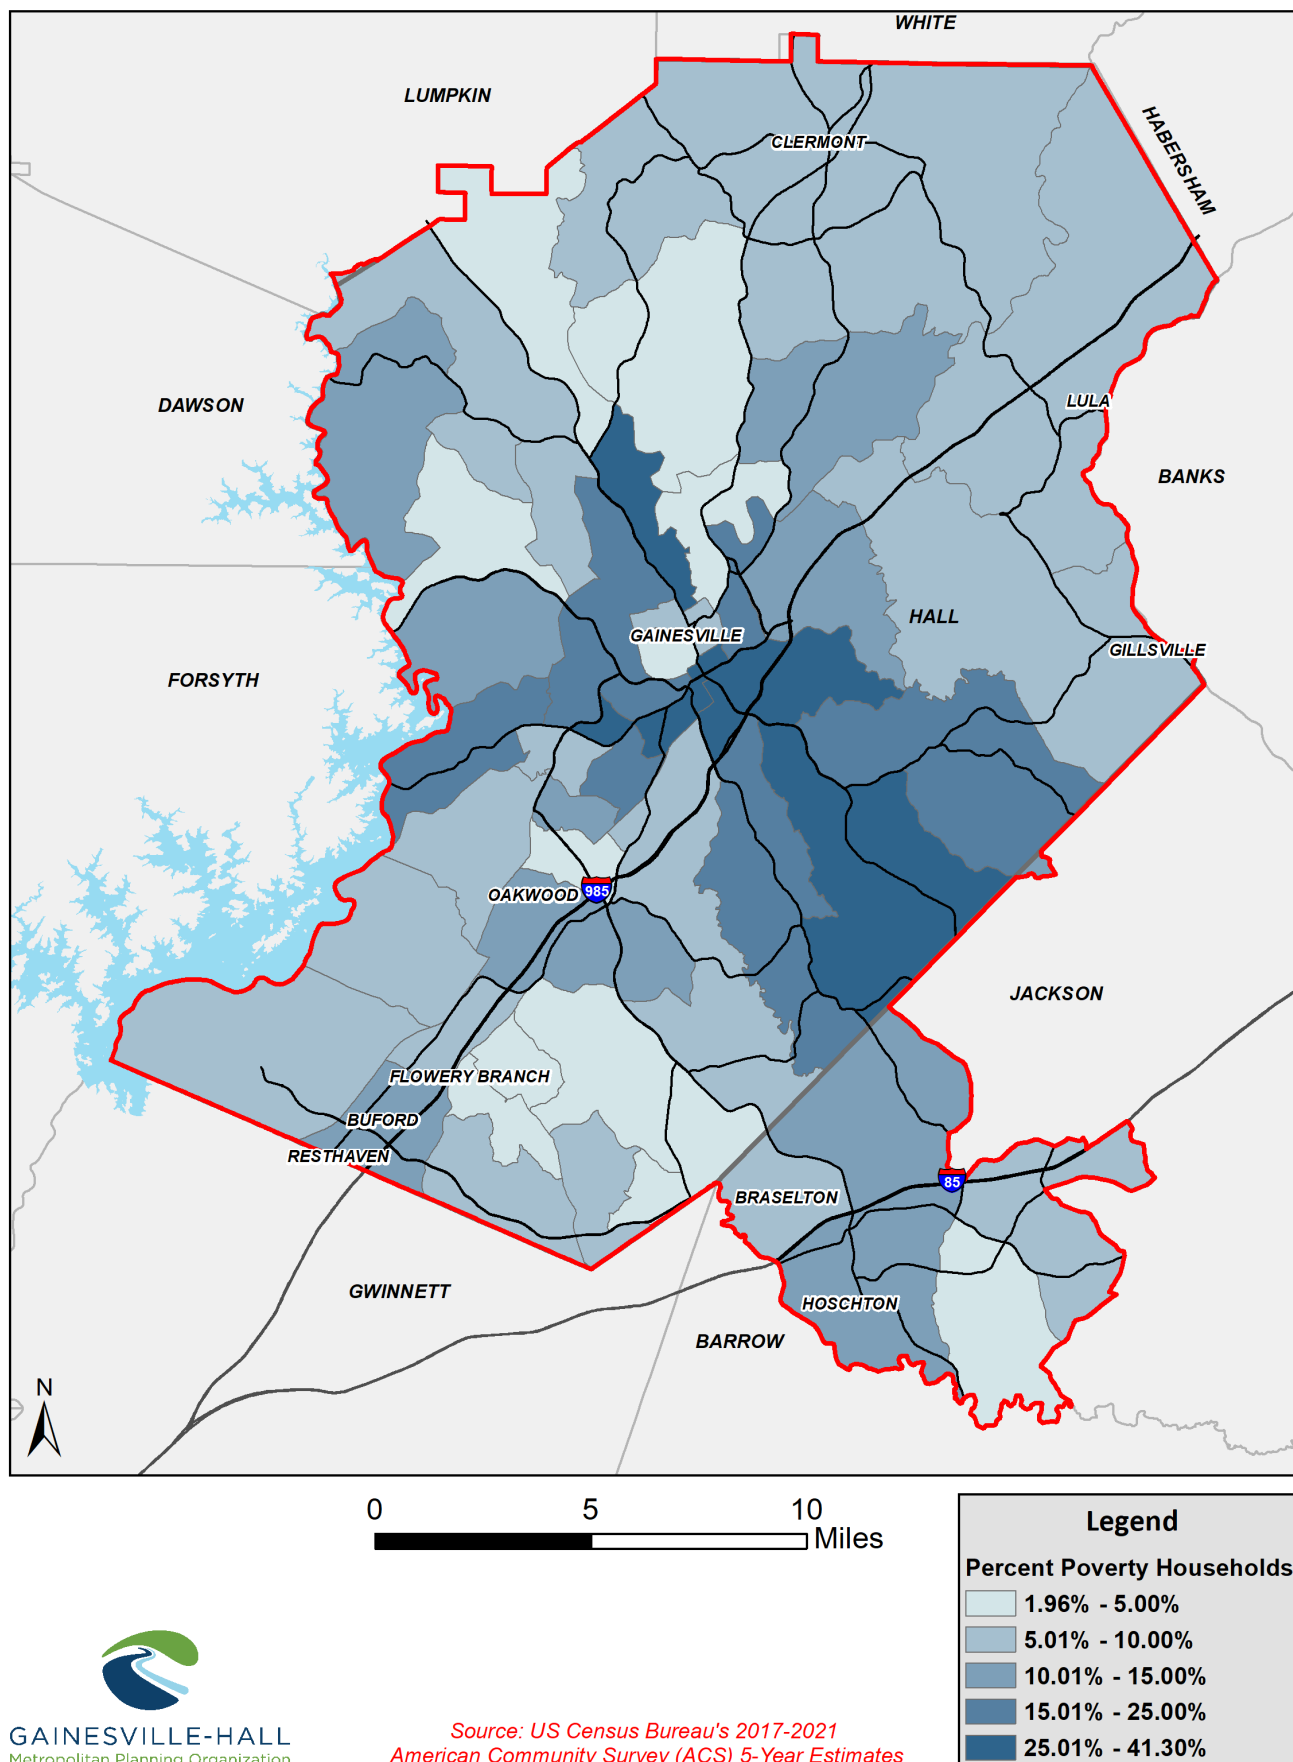 WHITE
LUMPKIN
HABERSHAM
CLERMONT
DAWSON
LULA
BANKS
HALL
GAINESVILLE
GILLSVILLE
FORSYTH
985
OAKWOOD
JACKSON
FLOWERY BRANCH
BUFORD
RESTHAVEN
85
BRASELTON
GWINNETT
HOSCHTON
BARROW
N
0 5 10
Miles
Legend
Percent Poverty Households
1.96% - 5.00%
5.01% - 10.00%
10.01% - 15.00%
15.01% - 25.00%
25.01% - 41.30%
GAINESVILLE-HALL
Metropolitan Planning Organization
Source: US Census Bureau's 2017-2021
American Community Survey (ACS) 5-Year Estimates